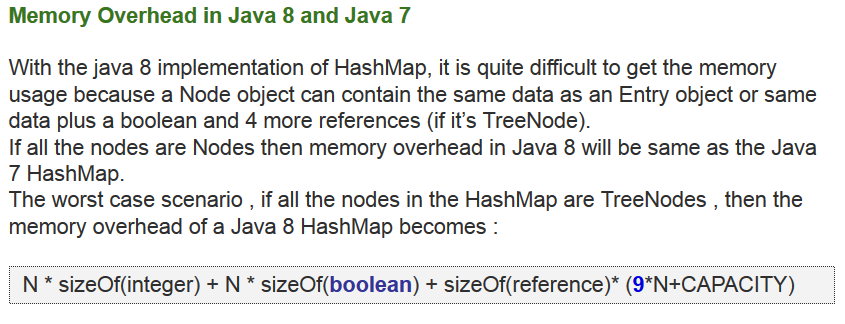 Memory Overhead in Java 8 and Java 7
With the java 8 implementation of HashMap, it is quite difficult to get the memory
usage because a Node object can contain the same data as an Entry object or same
data plus a boolean and 4 more references (if it’s TreeNode).
If all the nodes are Nodes then memory overhead in Java 8 will be same as the Java
7 HashMap.
The worst case scenario , if all the nodes in the HashMap are TreeNodes , then the
memory overhead of a Java 8 HashMap becomes :
N * sizeOf(integer) + N * sizeOf(boolean) + sizeOf(reference)* (9*N+CAPACITY)